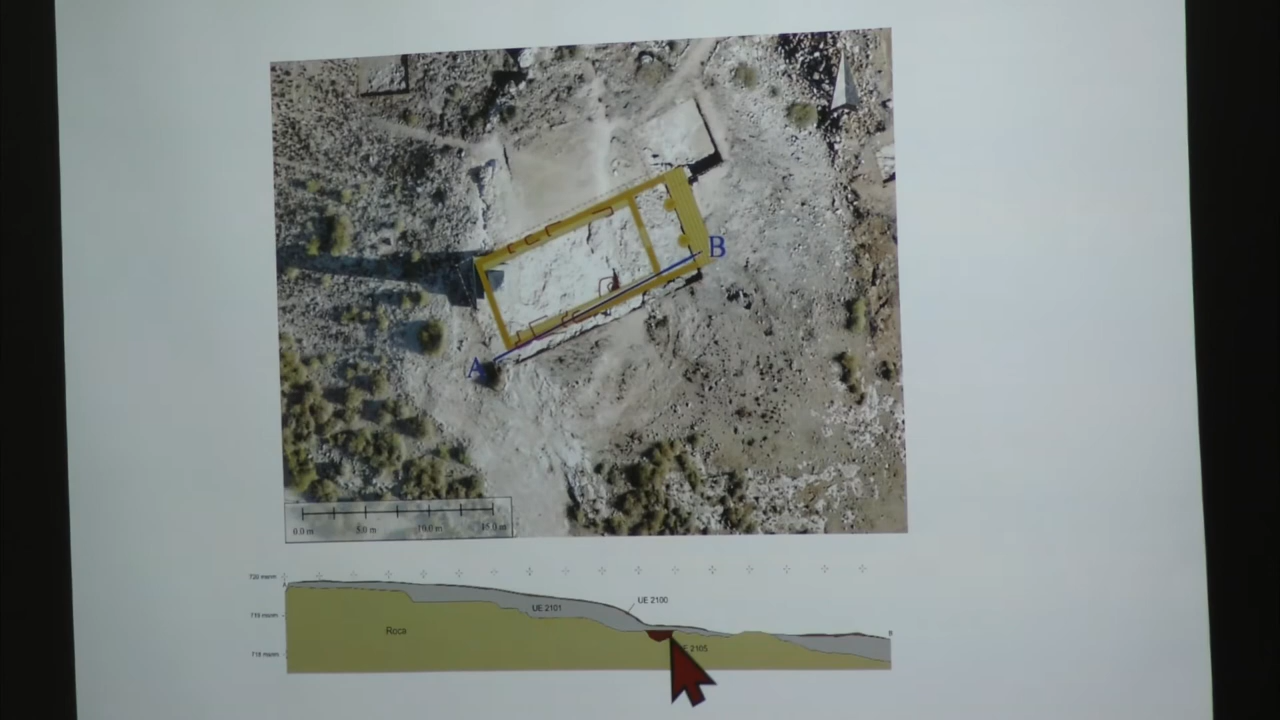 B
A
0.0 m 5.0 m 10.0 m 15.0 m
720 msnm
A
UE 2100
UE 2101
719 msnm
Roca
B
2105
718 msnm